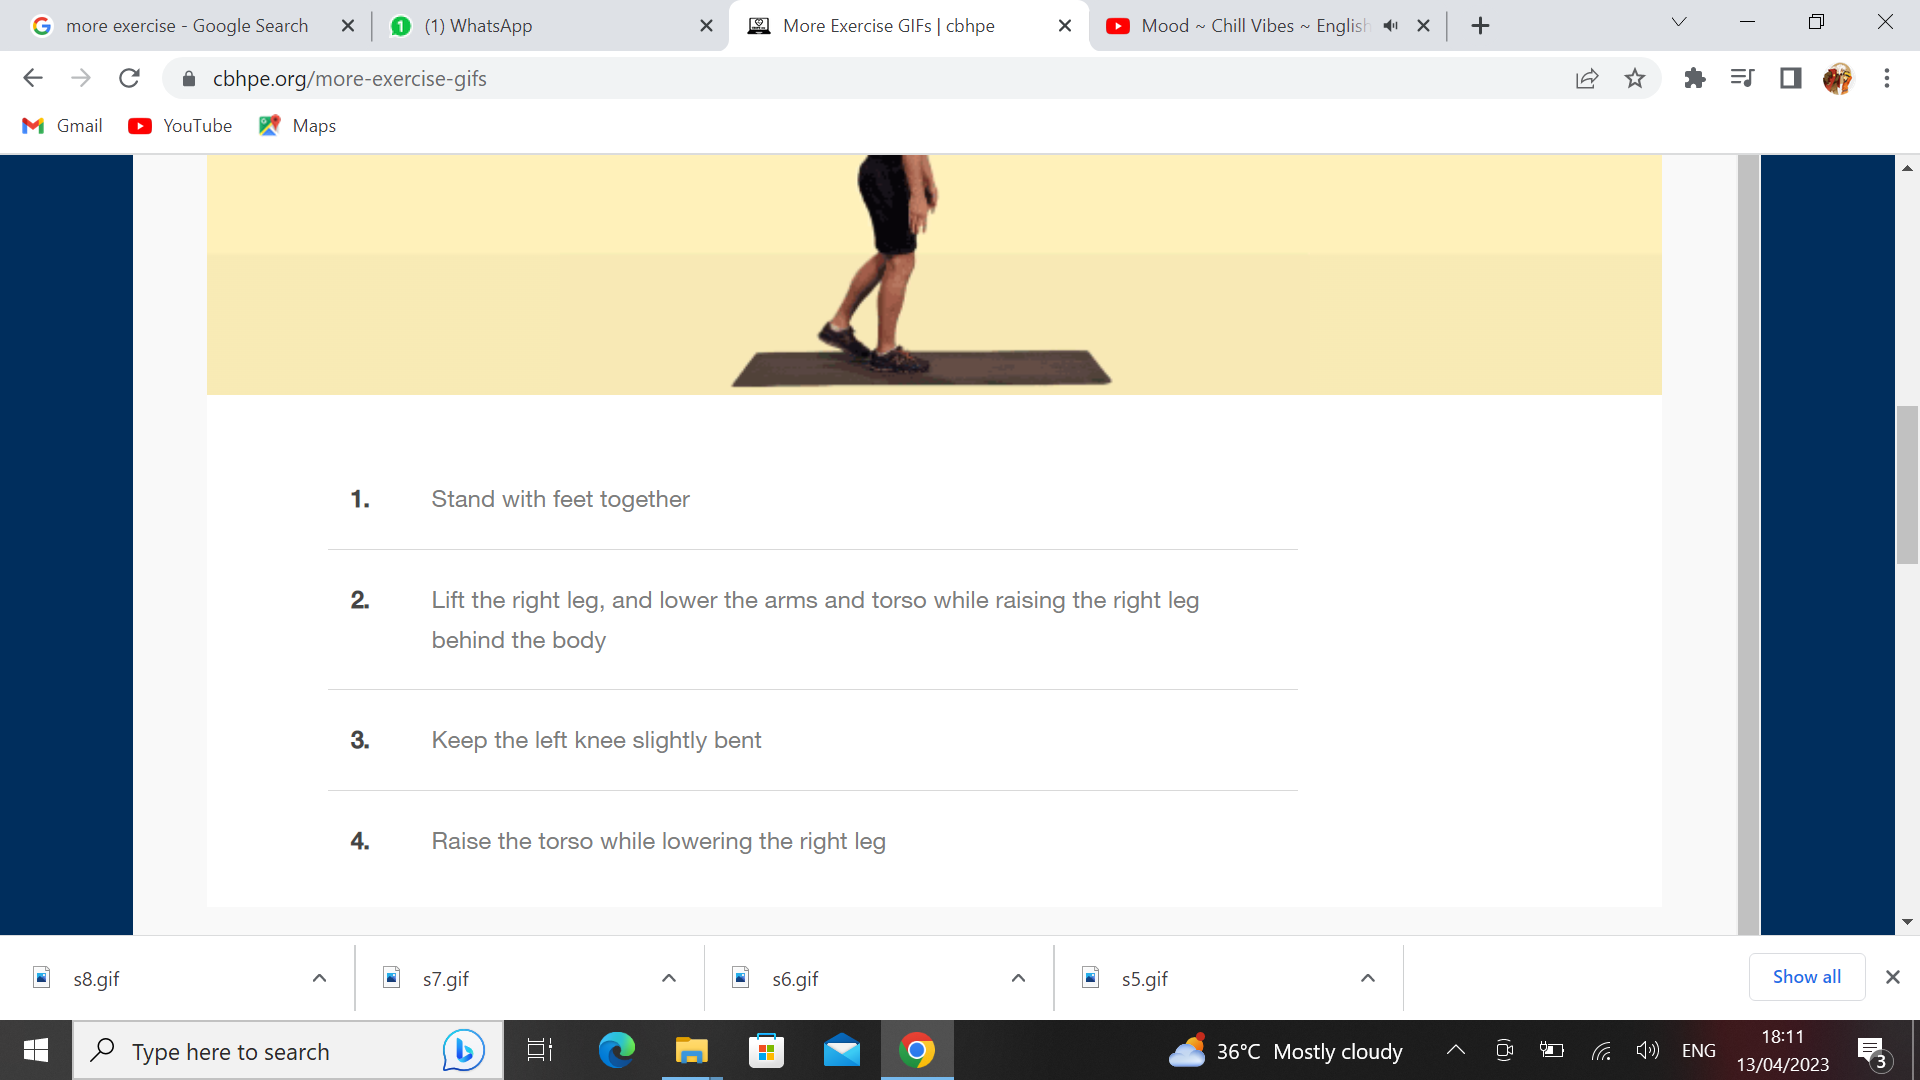 more exercise - Google Search
(1) WhatsApp
More Exercise GIFs | cbhpe
Mood ~ Chill Vibes ~ English
cbhpe.org/more-exercise-gifs
Gmail
YouTube
Maps
1. Stand with feet together
2. Lift the right leg, and lower the arms and torso while raising the right leg
behind the body
3. Keep the left knee slightly bent
4. Raise the torso while lowering the right leg
s8.gif
s7.gif
s6.gif
s5.gif
Show all
Type here to search
36°C Mostly cloudy
ENG
18:11
13/04/2023
3